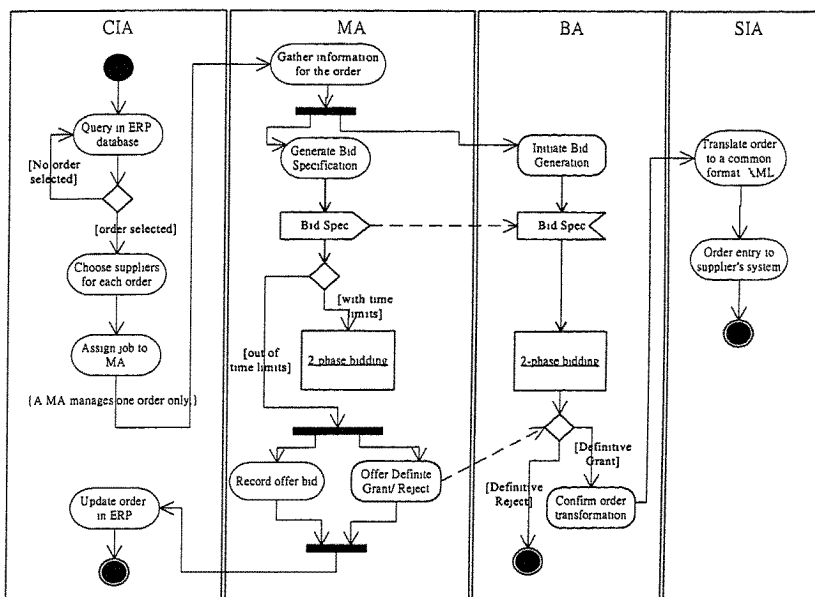 CIA
MA
BA
SIA
Query in ERP
database
[No order
selected]
[order selected]
Choose suppliers
for each order
Assign job to
MA
{A MA manages one order only.}
Update order
in ERP
Gather information
for the order
Generate Bid
Specification
Bid Spec
[with time
limits]
[out of
time limits]
2 phase bidding
Record offer bid
Offer Definite
Grant/ Reject
Initiate Bid
Generation
Bid Spec
2-phase bidding
[Definitive
Grant]
[Definitive
Reject]
Confirm order
transformation
Translate order
to a common
format XML
Order entry to
supplier's system